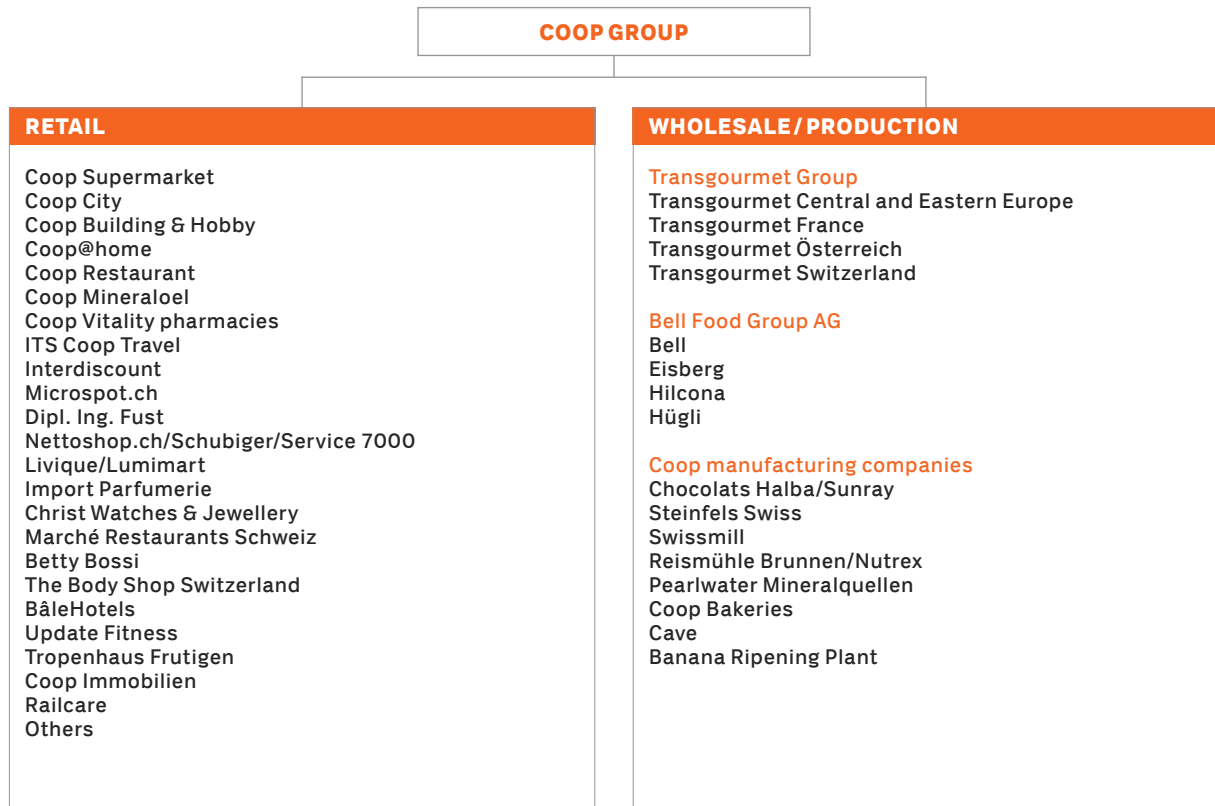 COOP GROUP
RETAIL
Coop Supermarket
Coop City
Coop Building & Hobby
Coop@home
Coop Restaurant
Coop Mineraloel
Coop Vitality pharmacies
ITS Coop Travel
Interdiscount
Microspot.ch
Dipl. Ing. Fust
Nettoshop.ch/Schubiger/Service 7000
Livique/Lumimart
Import Parfumerie
Christ Watches & Jewellery
Marché Restaurants Schweiz
Betty Bossi
The Body Shop Switzerland
BâleHotels
Update Fitness
Tropenhaus Frutigen
Coop Immobilien
Railcare
Others
WHOLESALE/PRODUCTION
Transgourmet Group
Transgourmet Central and Eastern Europe
Transgourmet France
Transgourmet Österreich
Transgourmet Switzerland
Bell Food Group AG
Bell
Eisberg
Hilcona
Hügli
Coop manufacturing companies
Chocolats Halba/Sunray
Steinfels Swiss
Swissmill
Reismühle Brunnen/Nutrex
Pearlwater Mineralquellen
Coop Bakeries
Cave
Banana Ripening Plant